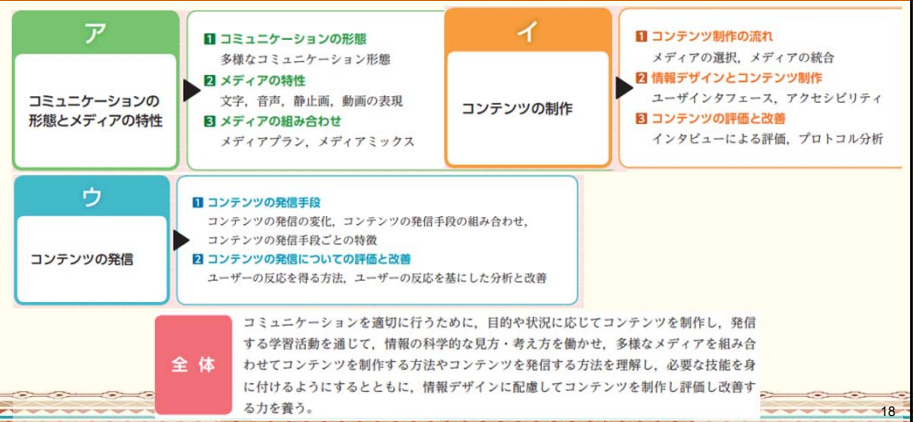 ア
コミュニケーションの
形態とメディアの特性
1 コミュニケーションの形態
多様なコミュニケーション形態
2 メディアの特性
文字，音声，静止画，動画の表現
3 メディアの組み合わせ
メディアプラン，メディアミックス
イ
コンテンツの制作
1 コンテンツ制作の流れ
メディアの選択，メディアの統合
2 情報デザインとコンテンツ制作
ユーザインタフェース，アクセシビリティ
3 コンテンツの評価と改善
インタビューによる評価，プロトコル分析
ウ
コンテンツの発信
1 コンテンツの発信手段
コンテンツの発信の変化，コンテンツの発信手段の組み合わせ，
コンテンツの発信手段ごとの特徴
2 コンテンツの発信についての評価と改善
ユーザーの反応を得る方法，ユーザーの反応を基にした分析と改善
全 体
コミュニケーションを適切に行うために，目的や状況に応じてコンテンツを制作し，発信
する学習活動を通じて，情報の科学的な見方・考え方を働かせ，多様なメディアを組み合
わせてコンテンツを制作する方法やコンテンツを発信する方法を理解し，必要な技能を身
に付けるようにするとともに，情報デザインに配慮してコンテンツを制作し評価し改善す
る力を養う。
18